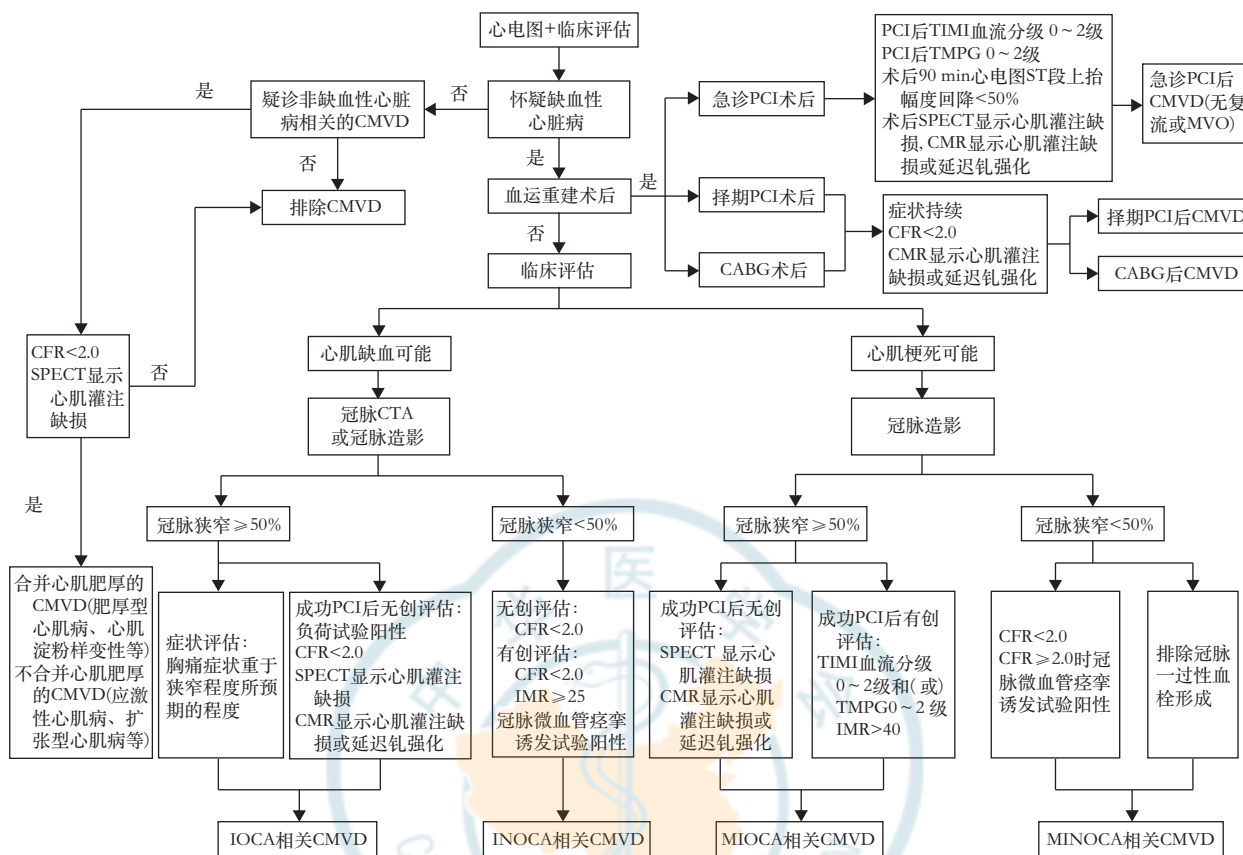 心电图+临床评估
怀疑缺血性
心脏病
否
疑诊非缺血性心脏
病相关的CMVD
是
否
排除CMVD
是
血运重建术后
是
急诊PCI术后
PCI后TIMI血流分级 0～2级
PCI后TMPG 0～2级
术后90 min心电图ST段上抬
幅度回降<50%
术后SPECT显示心肌灌注缺
损, CMR显示心肌灌注缺
损或延迟钆强化
急诊PCI后
CMVD(无复
流或MVO)
择期PCI术后
CABG术后
症状持续
CFR<2.0
CMR显示心肌灌注
缺损或延迟钆强化
择期PCI后CMVD
CABG后CMVD
否
临床评估
CFR<2.0
SPECT显示
心肌灌注
缺损
否
是
合并心肌肥厚的
CMVD(肥厚型
心肌病、心肌
淀粉样变性等)
不合并心肌肥厚
的CMVD(应激
性心肌病、扩
张型心肌病等)
心肌缺血可能
冠脉CTA
或冠脉造影
冠脉狭窄≥50%
冠脉狭窄<50%
症状评估：
胸痛症状重于
狭窄程度所预
期的程度
成功PCI后无创评估：
负荷试验阳性
CFR<2.0
SPECT显示心肌灌注
缺损
CMR显示心肌灌注缺
损或延迟钆强化
无创评估：
CFR<2.0
有创评估：
CFR<2.0
IMR≥25
冠脉微血管痉挛
诱发试验阳性
IOCA相关CMVD
INOCA相关CMVD
心肌梗死可能
冠脉造影
冠脉狭窄≥50%
冠脉狭窄<50%
成功PCI后无创
评估：
SPECT 显示心
肌灌注缺损
CMR显示心肌
灌注缺损或
延迟钆强化
成功PCI后有创
评估：
TIMI血流分级
0～2级和( 或)
TMPG0～2 级
IMR>40
CFR<2.0
CFR≥2.0时冠
脉微血管痉挛
诱发试验阳性
排除冠脉
一过性血
栓形成
MIOCA相关CMVD
MINOCA相关CMVD